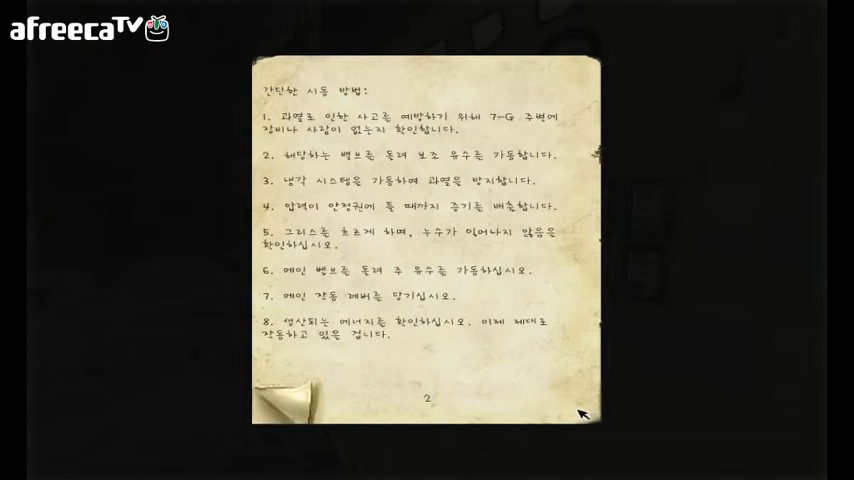 afreecaTV
간단한 시동 방법:
1. 과열로 인한 사고를 예방하기 위해 7-G 주변에
장비나 사람이 없는지 확인합니다.
2. 해당하는 밸브를 돌려 보조 유수를 가동합니다.
3. 냉각 시스템을 가동하여 과열을 방지합니다.
4. 압력이 안정권에 들 때까지 증기를 배출합니다.
5. 그리스를 흐르게 하며, 누수가 일어나지 않음을
확인하십시오.
6. 메인 밸브를 돌려 주 유수를 가동하십시오.
7. 메인 작동 레버를 당기십시오.
8. 생산되는 에너지를 확인하십시오. 이제 제대로
작동하고 있을 겁니다.
2